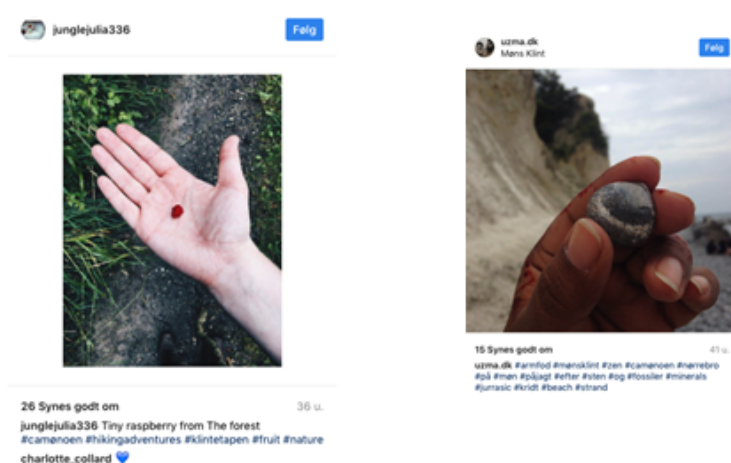 junglejulia336
Følg
26 Synes godt om
36 u.
junglejulia336 Tiny raspberry from The forest
#camønoen #hikingadventures #klintetapen #fruit #nature
charlotte.collard 💙
uzma.dk
Møns Klint
Følg
15 Synes godt om
41 u.
uzma.dk #armfod #mønsklint #zen #camønoen #nørrebro
#på #møn #påjagt #efter #sten #og #fossiler #minerals
#jurrasic #kridt #beach #strand